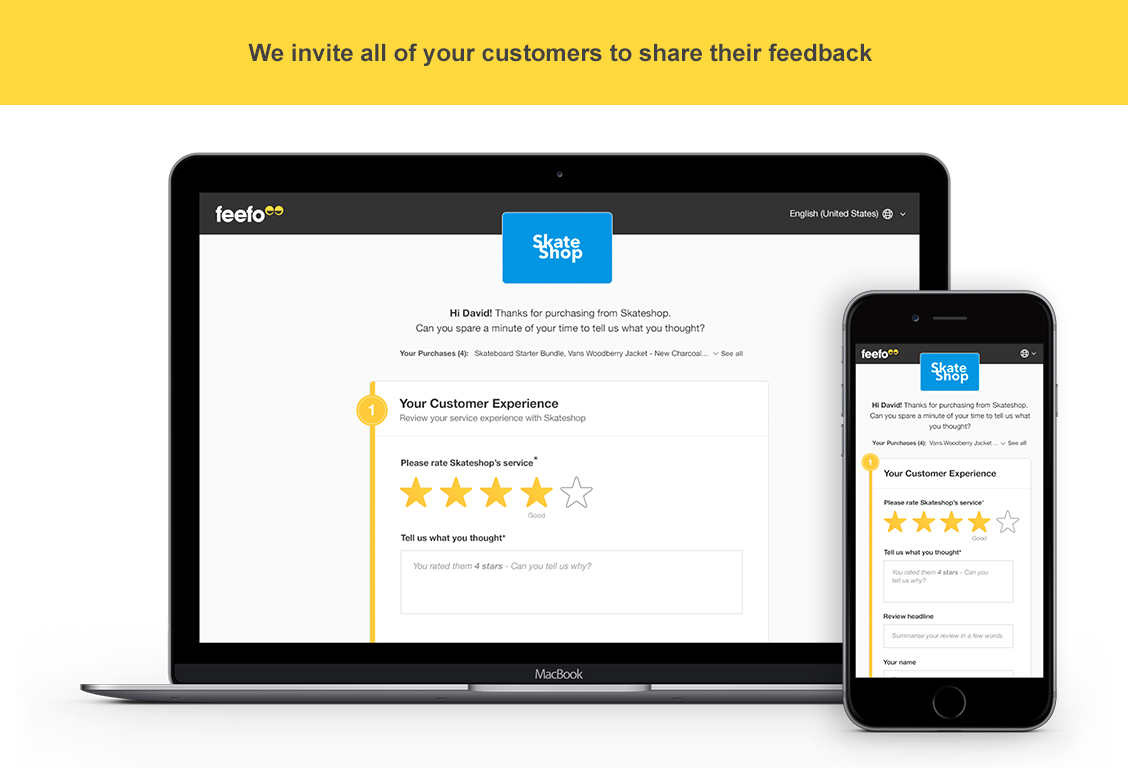 We invite all of your customers to share their feedback
feefo
English (United States)
Skate
Shop
Hi David! Thanks for purchasing from Skateshop.
Can you spare a minute of your time to tell us what you thought?
Your Purchases (4): Skateboard Starter Bundle, Vans Woodberry Jacket - New Charcoal... See all
1
Your Customer Experience
Review your service experience with Skateshop
Please rate Skateshop's service*
Good
Tell us what you thought*
You rated them 4 stars - Can you tell us why?
MacBook
feefo
Skate
Shop
Hi David! Thanks for purchasing from Skateshop.
Can you spare a minute of your time to tell us what
you thought?
Your Purchases (4): Vans Woodberry Jacket ... See all
1
Your Customer Experience
Please rate Skateshop's service*
Good
Tell us what you thought*
You rated them 4 stars - Can you
tell us why?
Review headline
Summarise your review in a few words
Your name